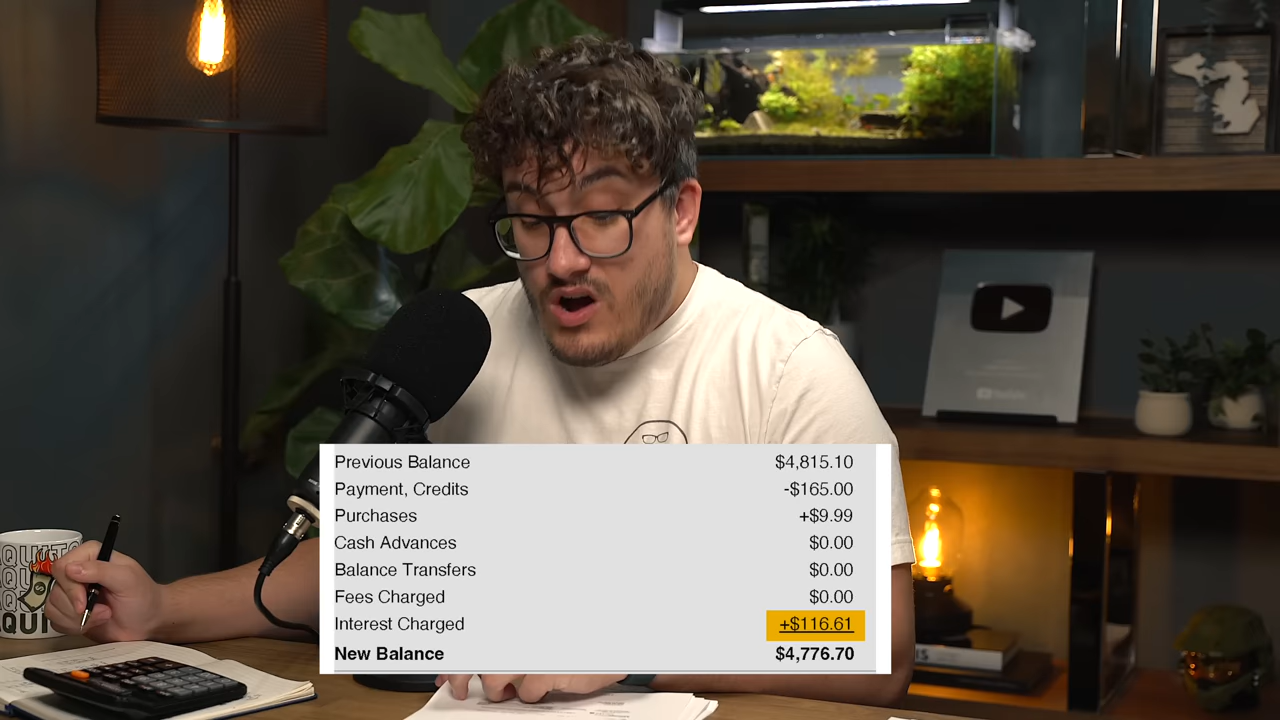 Previous Balance $4,815.10
Payment, Credits -$165.00
Purchases +$9.99
Cash Advances $0.00
Balance Transfers $0.00
Fees Charged $0.00
Interest Charged +$116.61
New Balance $4,776.70